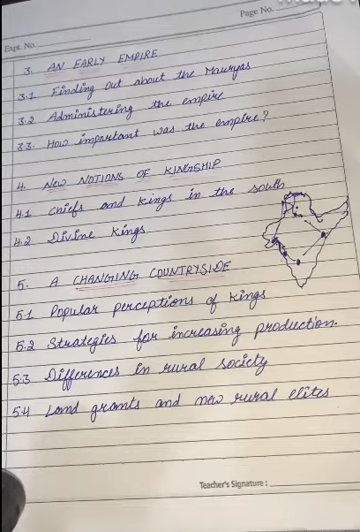 Page No.
Expt. No.
3. AN EARLY EMPIRE
3.1 Finding out about the Mauryas
3.2 Administering the empire
3.3. How important was the empire?
4. NEW NOTIONS OF KINGSHIP
4.1 Chiefs and kings in the south
4.2 Divine Kings
5. A CHANGING COUNTRYSIDE
5.1 Popular perceptions of kings
5.2 Strategies for increasing production.
5.3 Differences in rural society
5.4 Land grants and new rural elites
Teacher's Signature :